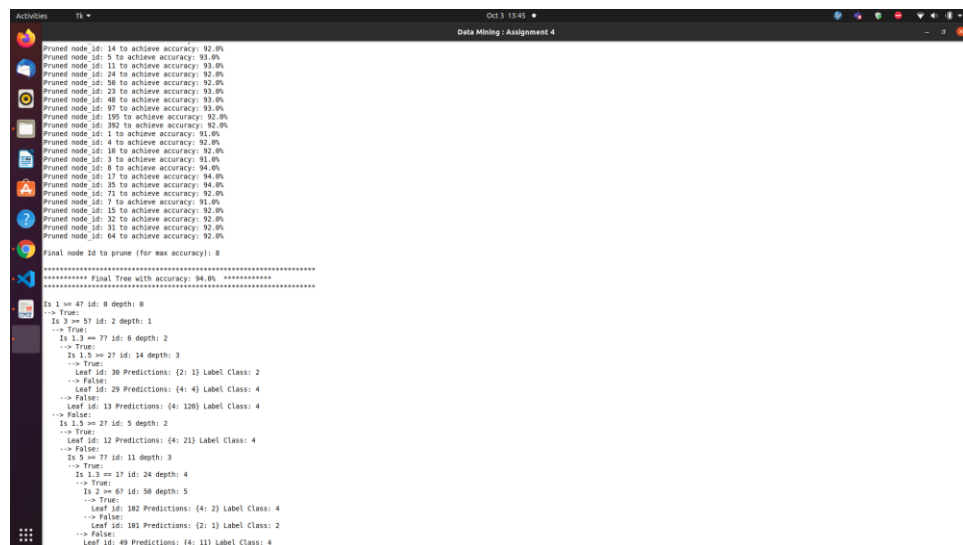 Activities
Tk
Oct 3 13:45
Data Mining : Assignment 4
Pruned node_id: 14 to achieve accuracy: 92.0%
Pruned node_id: 5 to achieve accuracy: 93.0%
Pruned node_id: 11 to achieve accuracy: 93.0%
Pruned node_id: 24 to achieve accuracy: 92.0%
Pruned node_id: 50 to achieve accuracy: 92.0%
Pruned node_id: 23 to achieve accuracy: 93.0%
Pruned node_id: 48 to achieve accuracy: 93.0%
Pruned node_id: 97 to achieve accuracy: 93.0%
Pruned node_id: 195 to achieve accuracy: 92.0%
Pruned node_id: 392 to achieve accuracy: 92.0%
Pruned node_id: 1 to achieve accuracy: 91.0%
Pruned node_id: 4 to achieve accuracy: 92.0%
Pruned node_id: 10 to achieve accuracy: 92.0%
Pruned node_id: 3 to achieve accuracy: 91.0%
Pruned node_id: 8 to achieve accuracy: 94.0%
Pruned node_id: 17 to achieve accuracy: 94.0%
Pruned node_id: 35 to achieve accuracy: 94.0%
Pruned node_id: 71 to achieve accuracy: 92.0%
Pruned node_id: 7 to achieve accuracy: 91.0%
Pruned node_id: 15 to achieve accuracy: 92.0%
Pruned node_id: 32 to achieve accuracy: 92.0%
Pruned node_id: 31 to achieve accuracy: 92.0%
Pruned node_id: 64 to achieve accuracy: 92.0%
Final node Id to prune (for max accuracy): 8
********************************************************************
*********** Final Tree with accuracy: 94.0% ************
********************************************************************
Is 1 >= 4? id: 0 depth: 0
--> True:
Is 3 >= 5? id: 2 depth: 1
--> True:
Is 1.3 == 7? id: 6 depth: 2
--> True:
Is 1.5 >= 2? id: 14 depth: 3
--> True:
Leaf id: 30 Predictions: {2: 1} Label Class: 2
--> False:
Leaf id: 29 Predictions: {4: 4} Label Class: 4
--> False:
Leaf id: 13 Predictions: {4: 120} Label Class: 4
--> False:
Is 1.5 >= 2? id: 5 depth: 2
--> True:
Leaf id: 12 Predictions: {4: 21} Label Class: 4
--> False:
Is 5 >= 7? id: 11 depth: 3
--> True:
Is 1.3 == 1? id: 24 depth: 4
--> True:
Is 2 >= 6? id: 50 depth: 5
--> True:
Leaf id: 102 Predictions: {4: 2} Label Class: 4
--> False:
Leaf id: 101 Predictions: {2: 1} Label Class: 2
--> False:
Leaf id: 49 Predictions: {4: 11} Label Class: 4